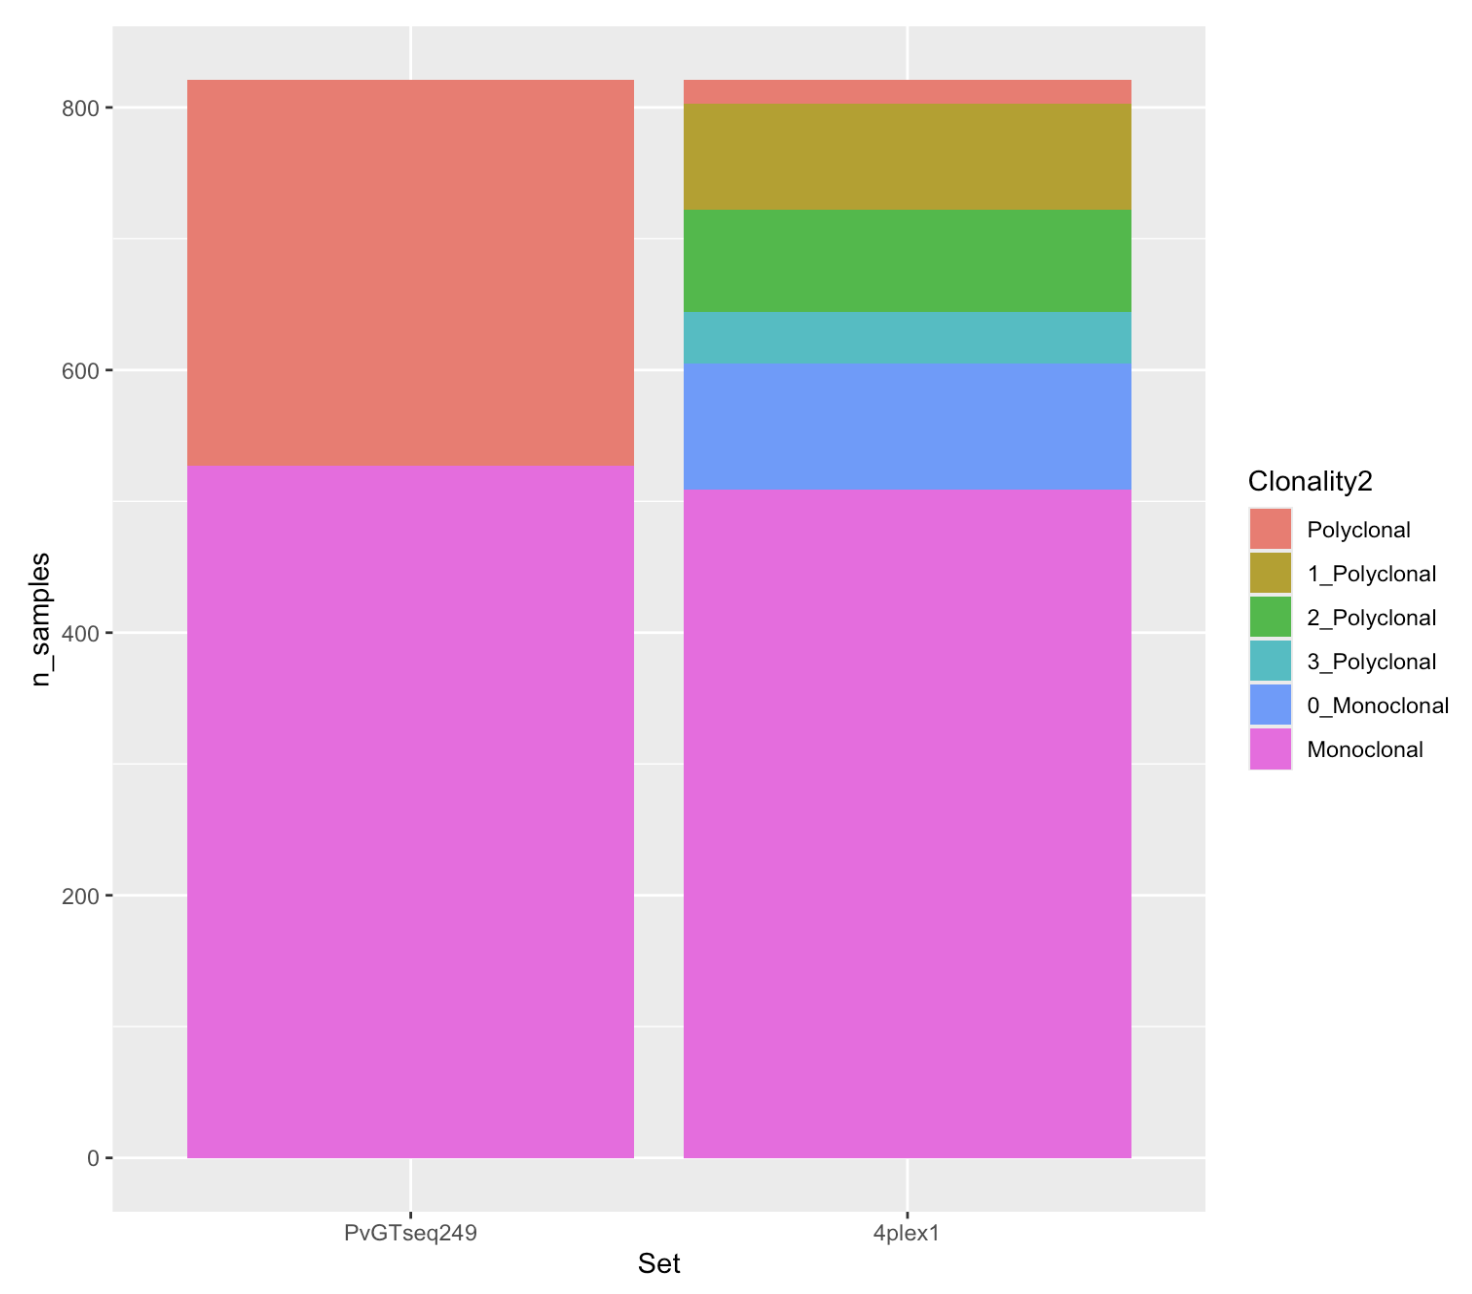 n_samples
800
600
400
200
0
PvGTseq249
4plex1
Set
Clonality2
Polyclonal
1_Polyclonal
2_Polyclonal
3_Polyclonal
0_Monoclonal
Monoclonal